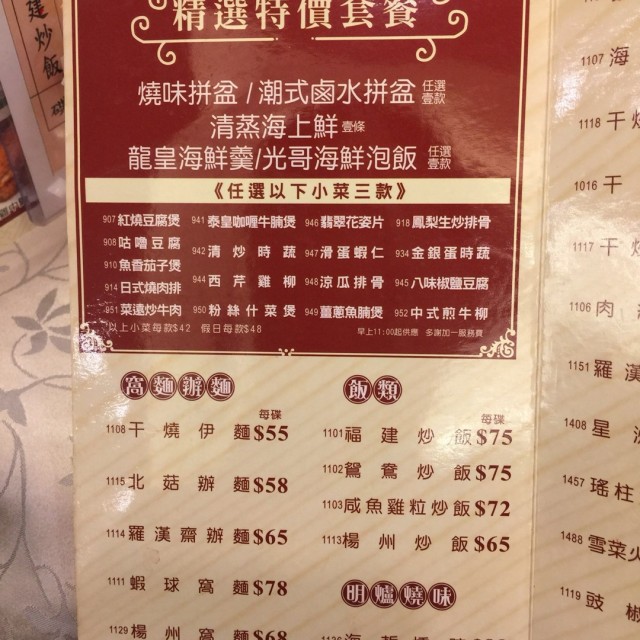 建炒飯
精選特價套餐
燒味拼盆/潮式鹵水拼盆 任選壹款
清蒸海上鮮 壹條
龍皇海鮮羹/光哥海鮮泡飯 任選壹款
《任選以下小菜三款》
907 紅燒豆腐煲 941 泰皇咖喱牛腩煲 946 翡翠花姿片 918 鳳梨生炒排骨
908 咕嚕豆腐 942 清炒時蔬 947 滑蛋蝦仁 934 金銀蛋時蔬
910 魚香茄子煲
914 日式燒肉排 944 西芹雞柳 948 涼瓜排骨 945 八味椒鹽豆腐
951 菜遠炒牛肉 950 粉絲什菜煲 949 薑蔥魚腩煲 952 中式煎牛柳
以上小菜每款$42 假日每款$48 早上11:00起供應 多謝加一服務費
窩麵辦麵
每碟
1108 干燒伊麵 $55
1115 北菇辦麵 $58
1114 羅漢齋辦麵 $65
1111 蝦球窩麵 $78
1129 楊州窩麵 $68
飯類
每碟
1101 福建炒飯 $75
1102 鴛鴦炒飯 $75
1103 咸魚雞粒炒飯 $72
1113 楊州炒飯 $65
明爐燒味
1107 海
1118 干燒
1016 干
1117 干燒
1106 肉
1151 羅漢
1408 星
1457 瑤柱
1488 雪菜火
1119 豉椒